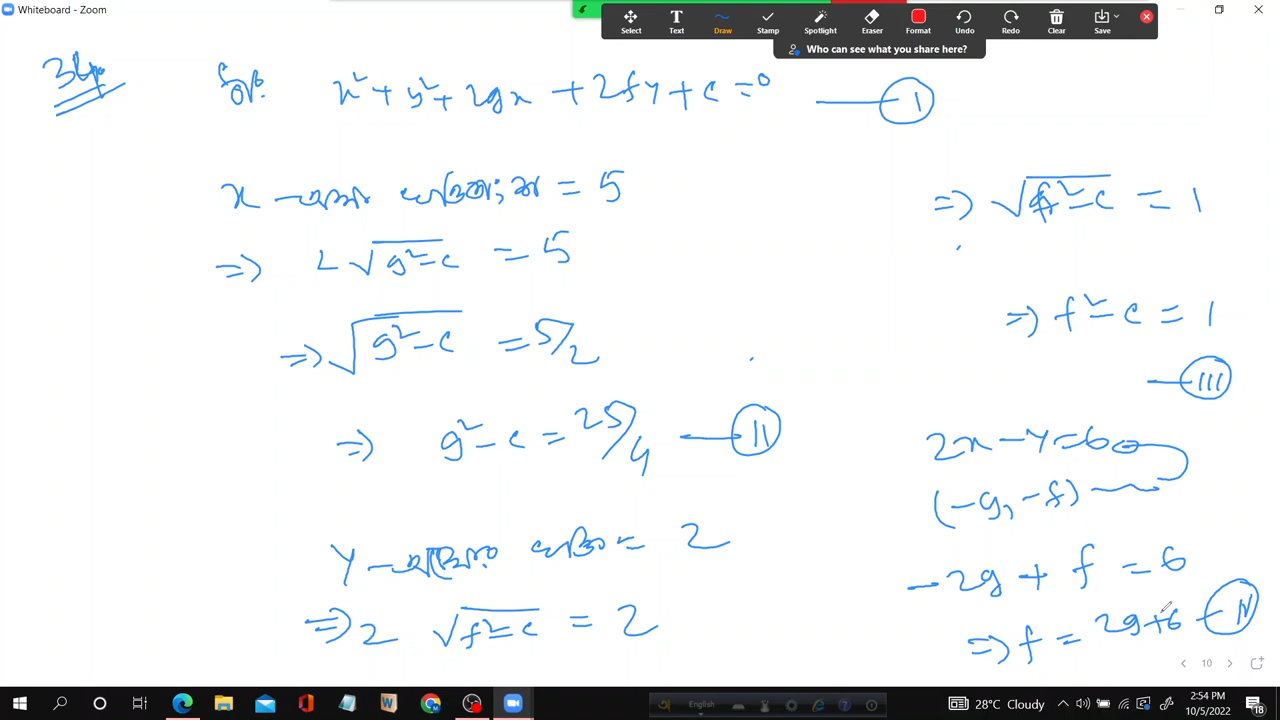 Whiteboard - Zoom
Select Text Draw Stamp Spotlight Eraser Format Undo Redo Clear Save
Who can see what you share here?
x² + y² + 2gx + 2fy + c = 0 — I
x - = 5
⇒ 2√(g² - c) = 5
⇒ √(g² - c) = 5/2
⇒ g² - c = 25/4 — II
y - = 2
⇒ 2 √(f² - c) = 2
⇒ √(f² - c) = 1
⇒ f² - c = 1
— III
2x - y = 6
(-g, -f)
-2g + f = 6
⇒ f = 2g + 6 — IV
10
English
28°C Cloudy
2:54 PM
10/5/2022
18